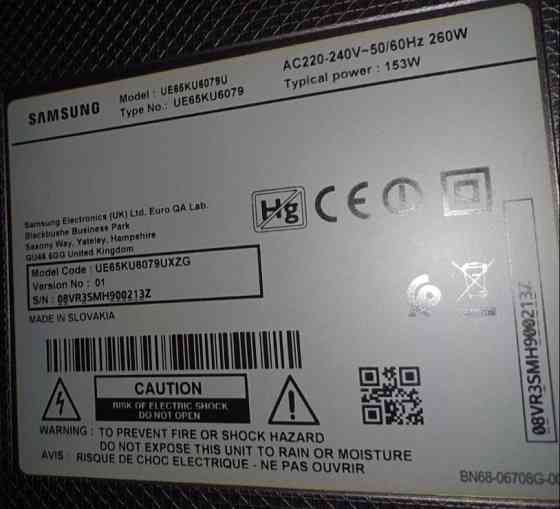 SAMSUNG
Model : UE65KU6079U
Type No.: UE65KU6079
AC220-240V~50/60Hz 260W
Typical power : 153W
Samsung Electronics (UK) Ltd. Euro QA Lab.
Blackbushe Business Park
Saxony Way, Yateley, Hampshire
GU46 6GG United Kingdom
Hg
CE
Model Code : UE65KU6079UXZG
Version No : 01
S/N : 08VR3SMH900213Z
MADE IN SLOVAKIA
08VR3SMH900213Z
CAUTION
RISK OF ELECTRIC SHOCK
DO NOT OPEN
WARNING : TO PREVENT FIRE OR SHOCK HAZARD
DO NOT EXPOSE THIS UNIT TO RAIN OR MOISTURE
AVIS : RISQUE DE CHOC ELECTRIQUE - NE PAS OUVRIR
BN68-06708G-00